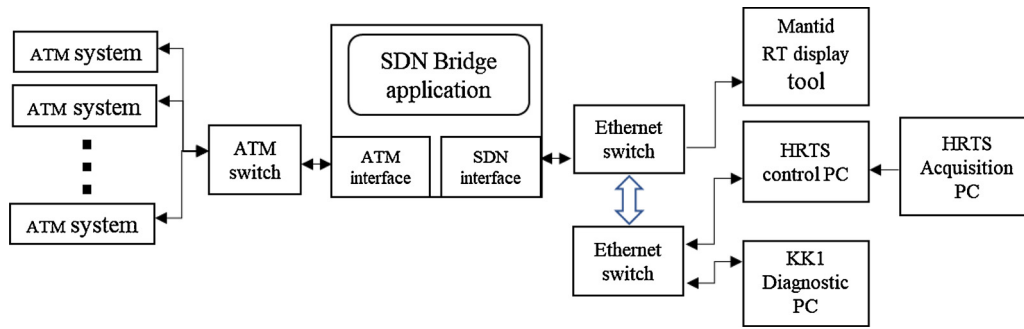 ATM system
ATM system
ATM system
ATM
switch
SDN Bridge
application
ATM
interface
SDN
interface
Ethernet
switch
Ethernet
switch
Mantid
RT display
tool
HRTS
control PC
HRTS
Acquisition
PC
KK1
Diagnostic
PC